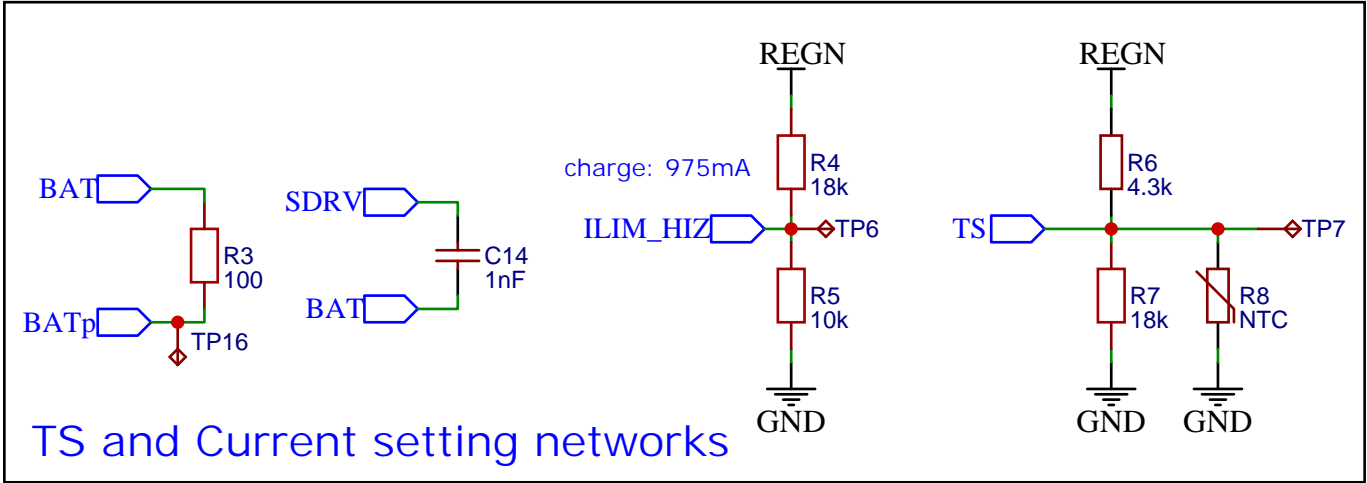 REGN
REGN
charge: 975mA
R4
18k
R6
4.3k
BAT
SDRV
ILIM_HIZ
TP6
TS
TP7
R3
100
C14
1nF
R5
10k
R7
18k
R8
NTC
BATp
TP16
BAT
GND
GND
GND
TS and Current setting networks